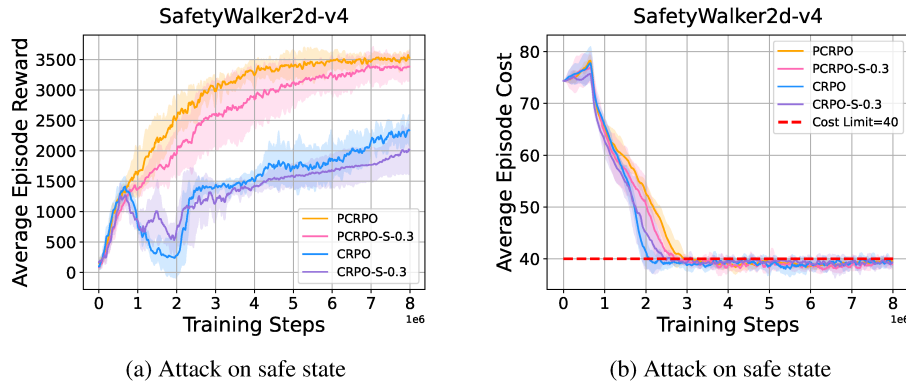 SafetyWalker2d-v4
Average Episode Reward
3500
3000
2500
2000
1500
1000
500
0
PCRPO
PCRPO-S-0.3
CRPO
CRPO-S-0.3
0 1 2 3 4 5 6 7 8
1e6
Training Steps
(a) Attack on safe state
SafetyWalker2d-v4
Average Episode Cost
80
70
60
50
40
PCRPO
PCRPO-S-0.3
CRPO
CRPO-S-0.3
Cost Limit=40
0 1 2 3 4 5 6 7 8
1e6
Training Steps
(b) Attack on safe state